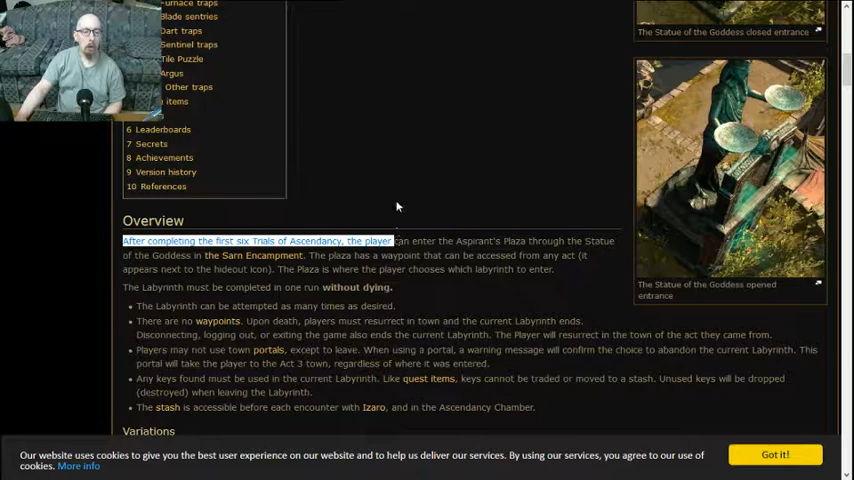 Furnace traps
Blade sentries
Dart traps
Sentinel traps
Tile Puzzle
Argus
Other traps
items
6 Leaderboards
7 Secrets
8 Achievements
9 Version history
10 References
The Statue of the Goddess closed entrance
The Statue of the Goddess opened
entrance
Overview
After completing the first six Trials of Ascendancy, the player can enter the Aspirant's Plaza through the Statue
of the Goddess in the Sarn Encampment. The plaza has a waypoint that can be accessed from any act (it
appears next to the hideout icon). The Plaza is where the player chooses which labyrinth to enter.
The Labyrinth must be completed in one run without dying.
• The Labyrinth can be attempted as many times as desired.
• There are no waypoints. Upon death, players must resurrect in town and the current Labyrinth ends.
Disconnecting, logging out, or exiting the game also ends the current Labyrinth. The Player will resurrect in the town of the act they came from.
• Players may not use town portals, except to leave. When using a portal, a warning message will confirm the choice to abandon the current Labyrinth. This
portal will take the player to the Act 3 town, regardless of where it was entered.
• Any keys found must be used in the current Labyrinth. Like quest items, keys cannot be traded or moved to a stash. Unused keys will be dropped
(destroyed) when leaving the Labyrinth.
• The stash is accessible before each encounter with Izaro, and in the Ascendancy Chamber.
Variations
Our website uses cookies to give you the best user experience on our website and to help us deliver our services. By using our services, you agree to our use of
cookies. More info
Got it!